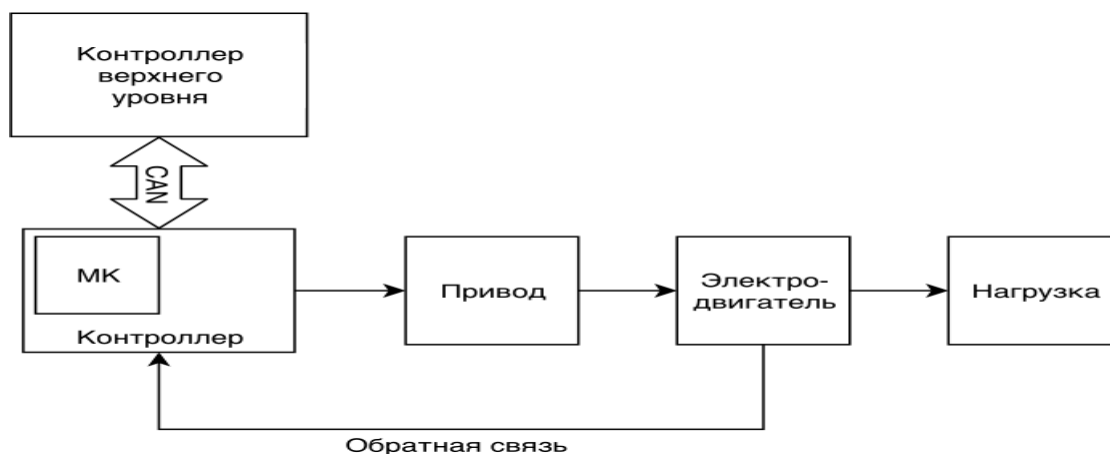 Контроллер
верхнего
уровня
CAN
МК
Контроллер
Привод
Электро-
двигатель
Нагрузка
Обратная связь